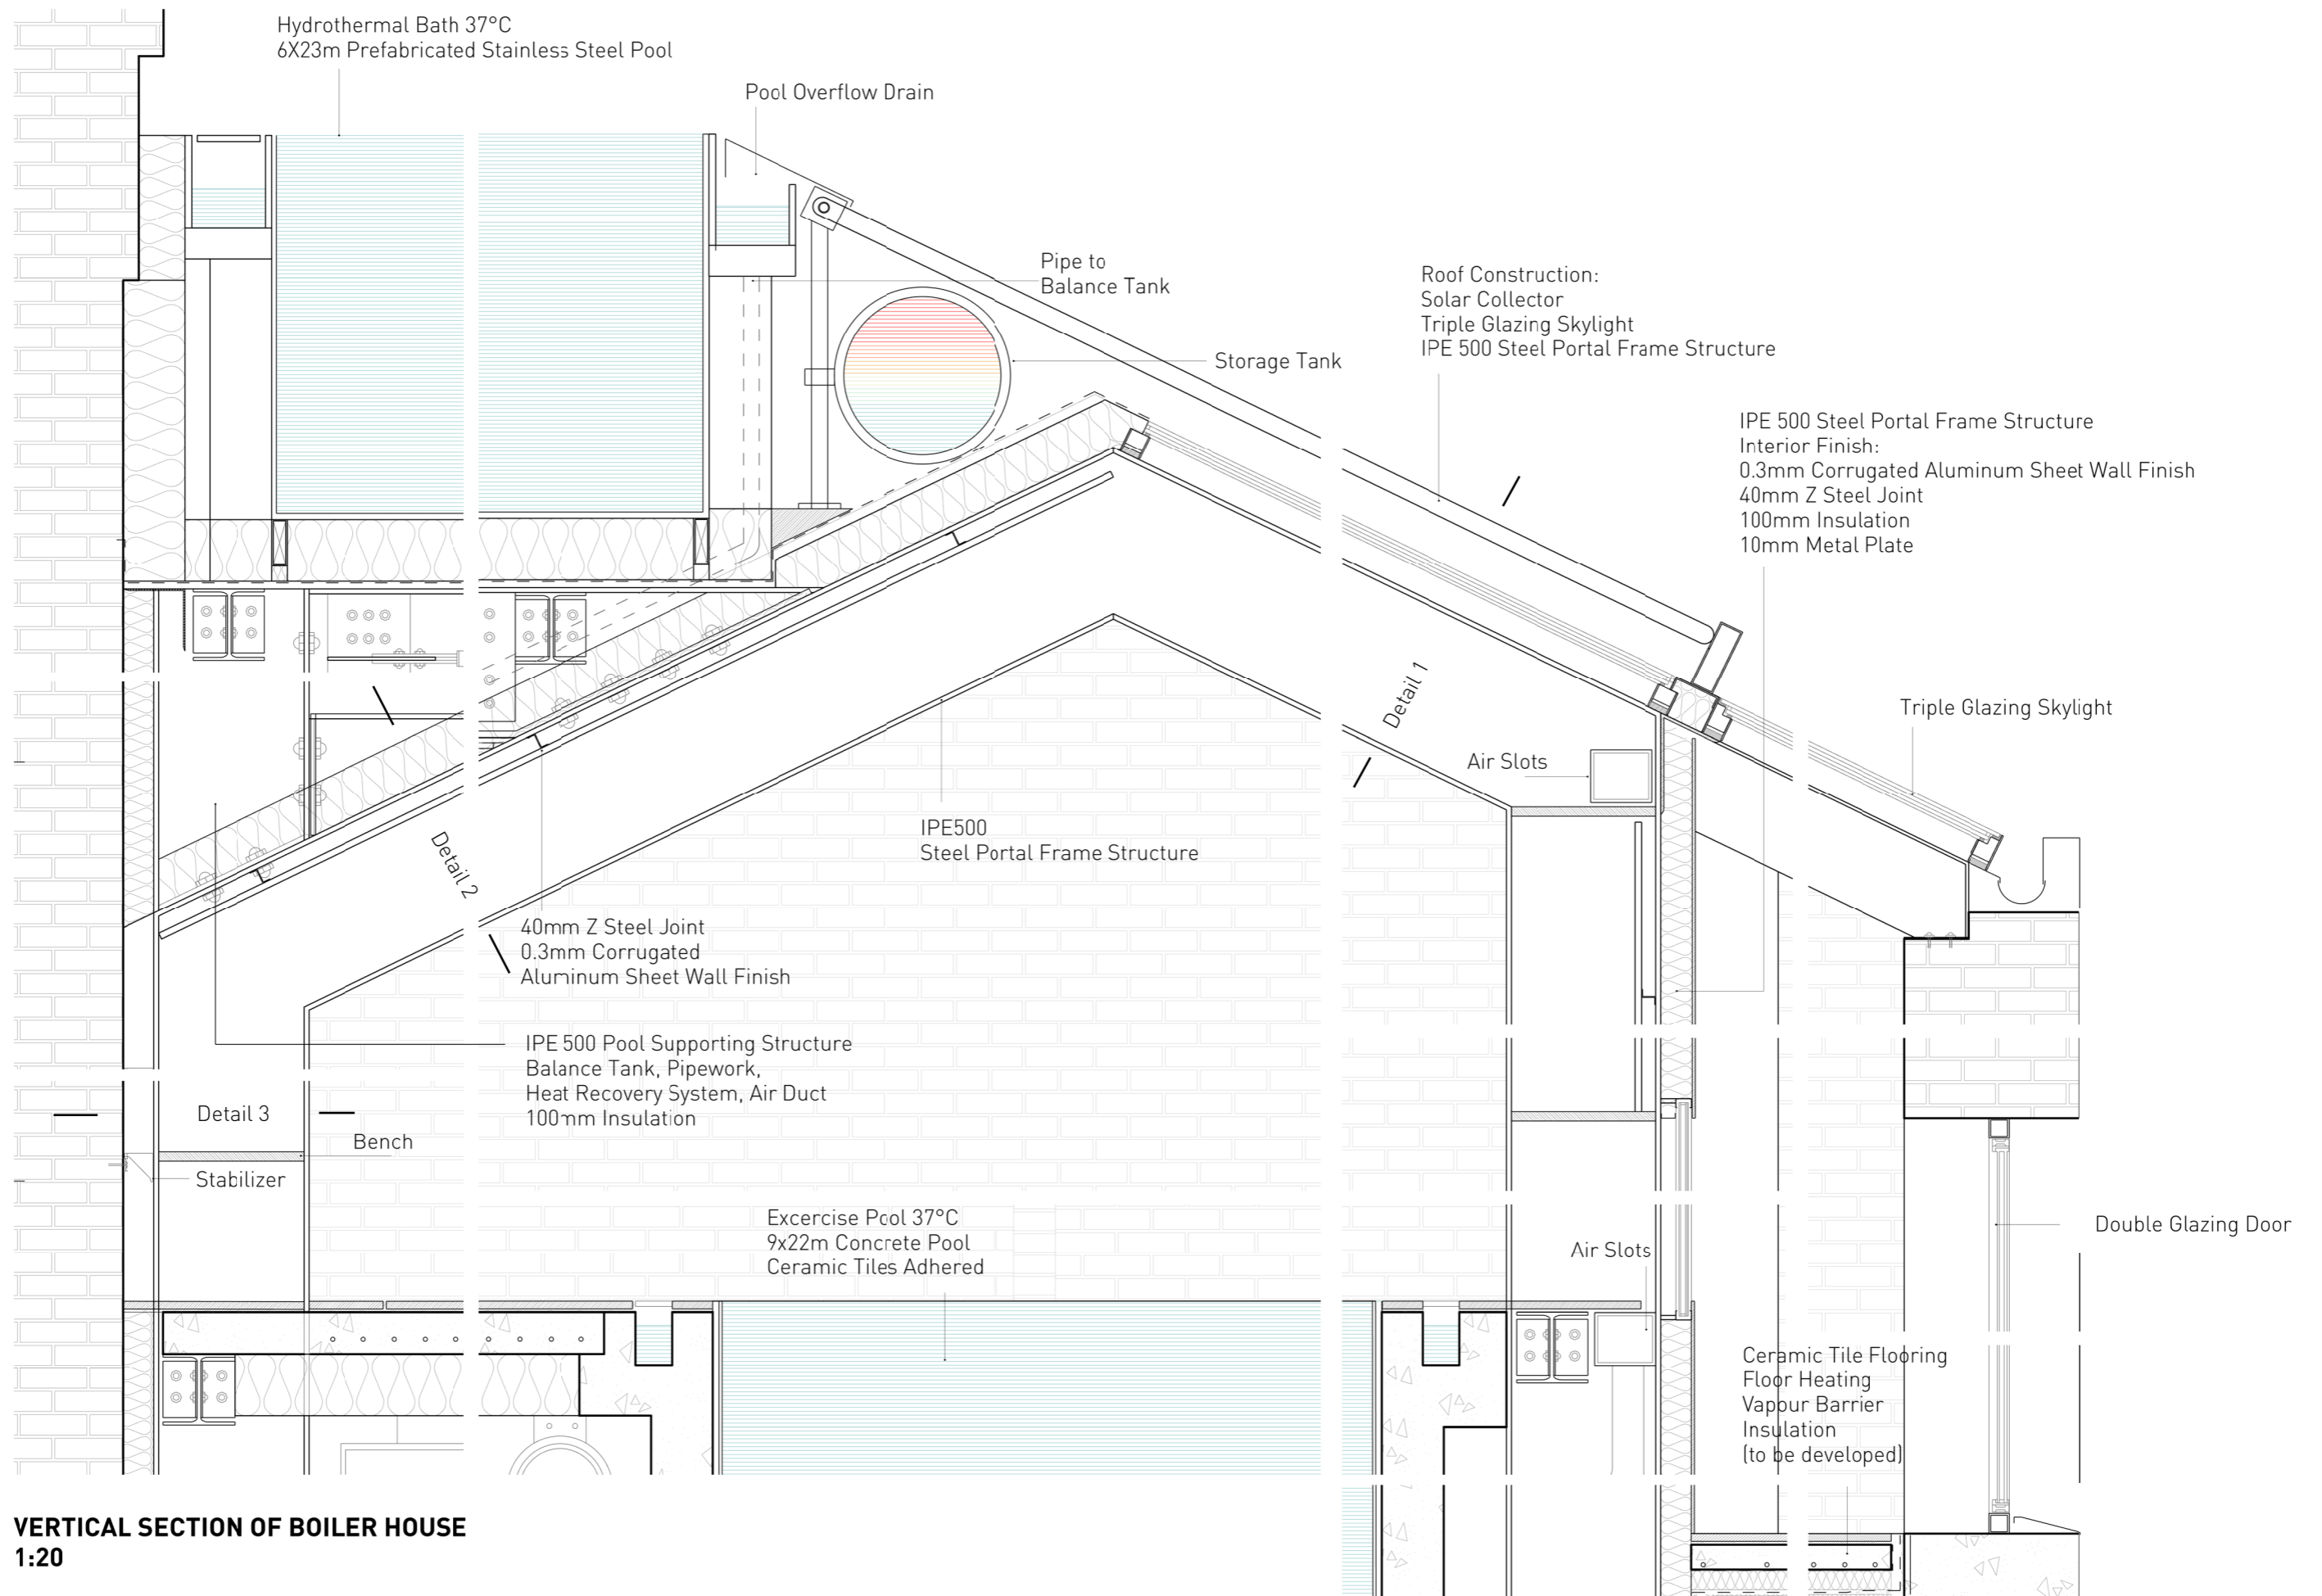 Hydrothermal Bath 37°C
6X23m Prefabricated Stainless Steel Pool
Pool Overflow Drain
Pipe to
Balance Tank
Storage Tank
Roof Construction:
Solar Collector
Triple Glazing Skylight
IPE 500 Steel Portal Frame Structure
IPE 500 Steel Portal Frame Structure
Interior Finish:
0.3mm Corrugated Aluminum Sheet Wall Finish
40mm Z Steel Joint
100mm Insulation
10mm Metal Plate
Detail 1
Triple Glazing Skylight
Air Slots
IPE500
Steel Portal Frame Structure
Detail 2
40mm Z Steel Joint
0.3mm Corrugated
Aluminum Sheet Wall Finish
IPE 500 Pool Supporting Structure
Balance Tank, Pipework,
Heat Recovery System, Air Duct
100mm Insulation
Detail 3
Bench
Stabilizer
Excercise Pool 37°C
9x22m Concrete Pool
Ceramic Tiles Adhered
Air Slots
Double Glazing Door
Ceramic Tile Flooring
Floor Heating
Vapour Barrier
Insulation
(to be developed)
VERTICAL SECTION OF BOILER HOUSE
1:20